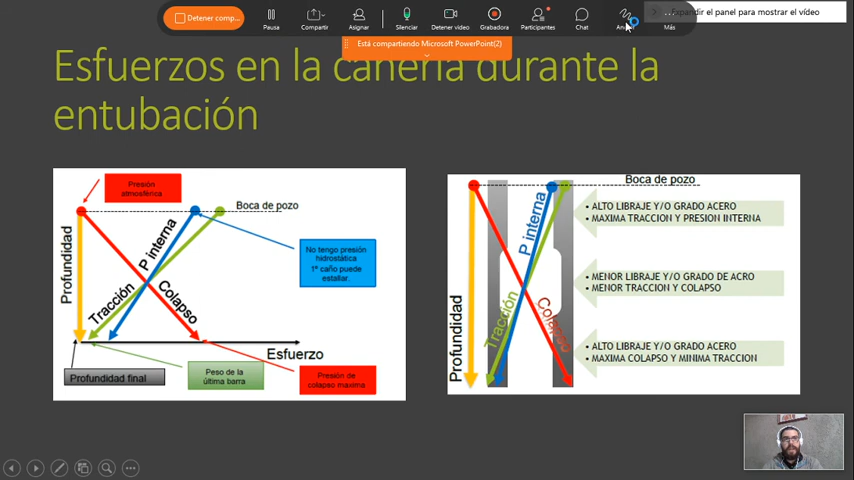 Detener comp...
Pausa
Compartir
Asignar
Silenciar
Detener video
Grabadora
Participantes
Chat
Más
Expandir el panel para mostrar el vídeo
Está compartiendo Microsoft PowerPoint(2)
Esfuerzos en la cañería durante la
entubación
Presión
atmosférica
Boca de pozo
Profundidad
P interna
Tracción
Colapso
No tengo presión
hidrostática
1º caño puede
estallar.
Esfuerzo
Profundidad final
Peso de la
última barra
Presión de
colapso maxima
Boca de pozo
Profundidad
P interna
Tracción
Colapso
• ALTO LIBRAJE Y/O GRADO ACERO
• MAXIMA TRACCION Y PRESION INTERNA
• MENOR LIBRAJE Y/O GRADO DE ACRO
• MENOR TRACCION Y COLAPSO
• ALTO LIBRAJE Y/O GRADO ACERO
• MAXIMA COLAPSO Y MINIMA TRACCION